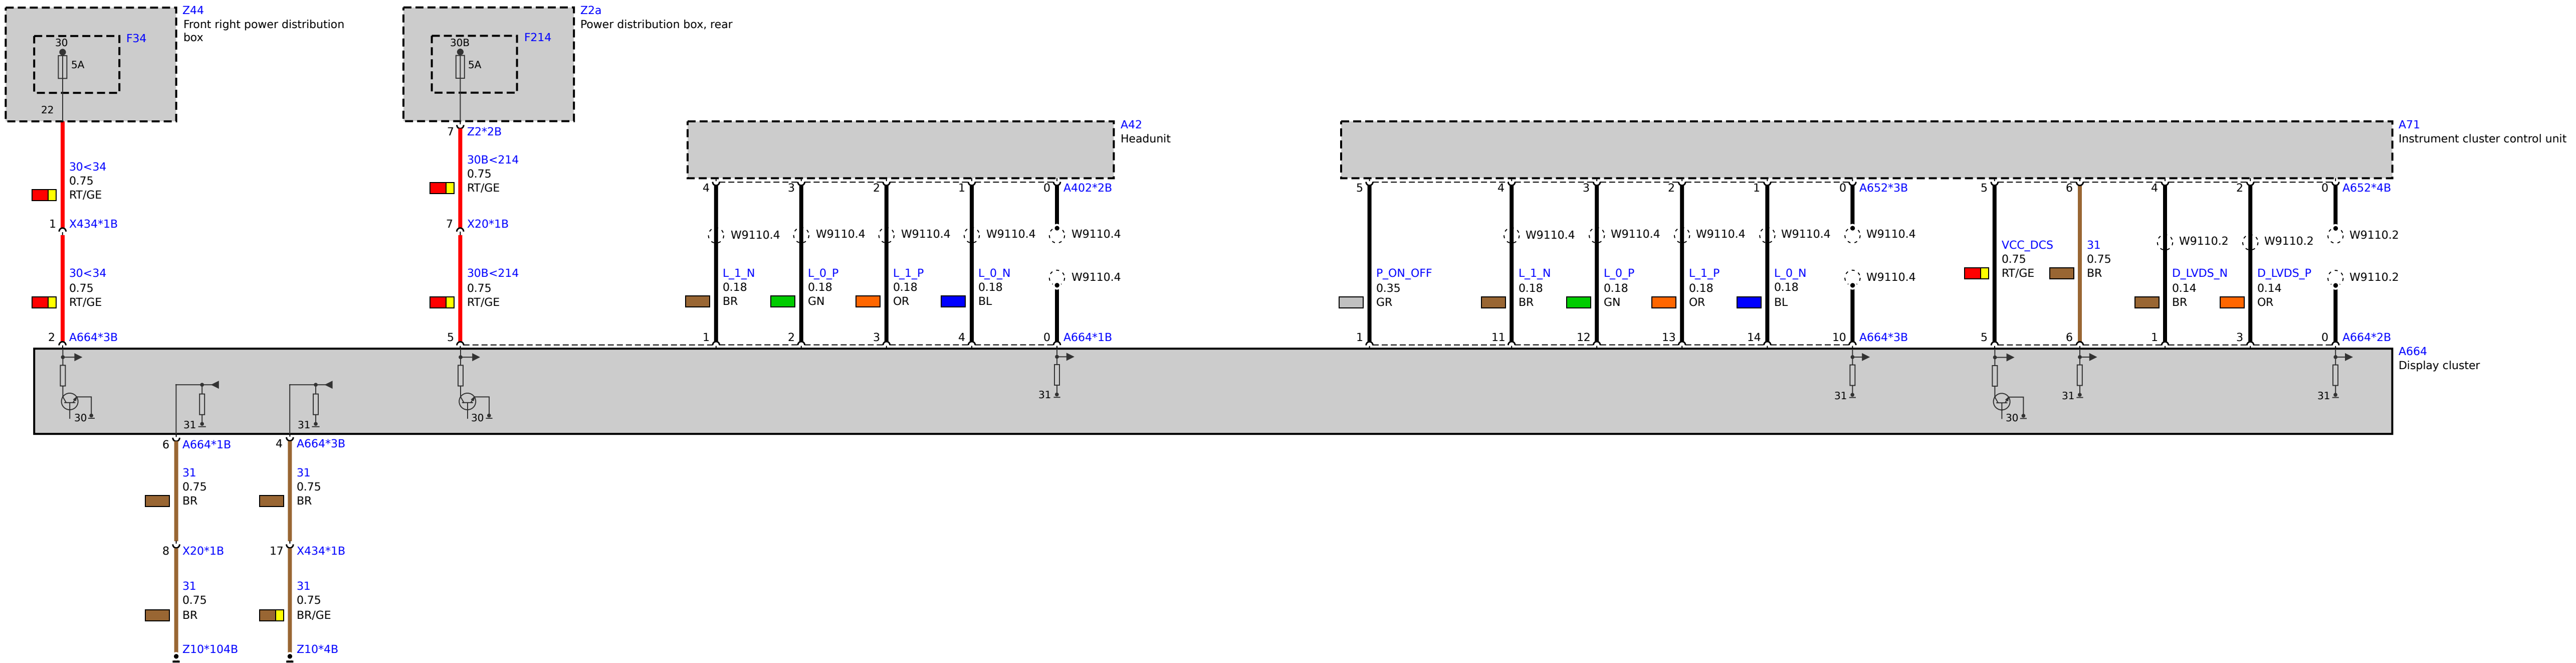 Z44
Front right power distribution
box
F34
30
5A
22
Z2a
Power distribution box, rear
F214
30B
5A
7 Z2*2B
A42
Headunit
A71
Instrument cluster control unit
30<34
0.75
RT/GE
1 X434*1B
30<34
0.75
RT/GE
2 A664*3B
30B<214
0.75
RT/GE
7 X20*1B
30B<214
0.75
RT/GE
5
4 3 2 1 0 A402*2B
W9110.4 W9110.4 W9110.4 W9110.4 W9110.4
W9110.4
L_1_N
0.18
BR
L_0_P
0.18
GN
L_1_P
0.18
OR
L_0_N
0.18
BL
1 2 3 4 0 A664*1B
5 4 3 2 1 0 A652*3B
W9110.4 W9110.4 W9110.4 W9110.4 W9110.4
W9110.4
P_ON_OFF
0.35
GR
L_1_N
0.18
BR
L_0_P
0.18
GN
L_1_P
0.18
OR
L_0_N
0.18
BL
1 11 12 13 14 10 A664*3B
5 6 4 2 0 A652*4B
W9110.2 W9110.2 W9110.2
W9110.2
VCC_DCS
0.75
RT/GE
31
0.75
BR
D_LVDS_N
0.14
BR
D_LVDS_P
0.14
OR
5 6 1 3 0 A664*2B
A664
Display cluster
30 31 31 30 31 31 30 31 31
6 A664*1B
31
0.75
BR
8 X20*1B
31
0.75
BR
Z10*104B
4 A664*3B
31
0.75
BR
17 X434*1B
31
0.75
BR/GE
Z10*4B